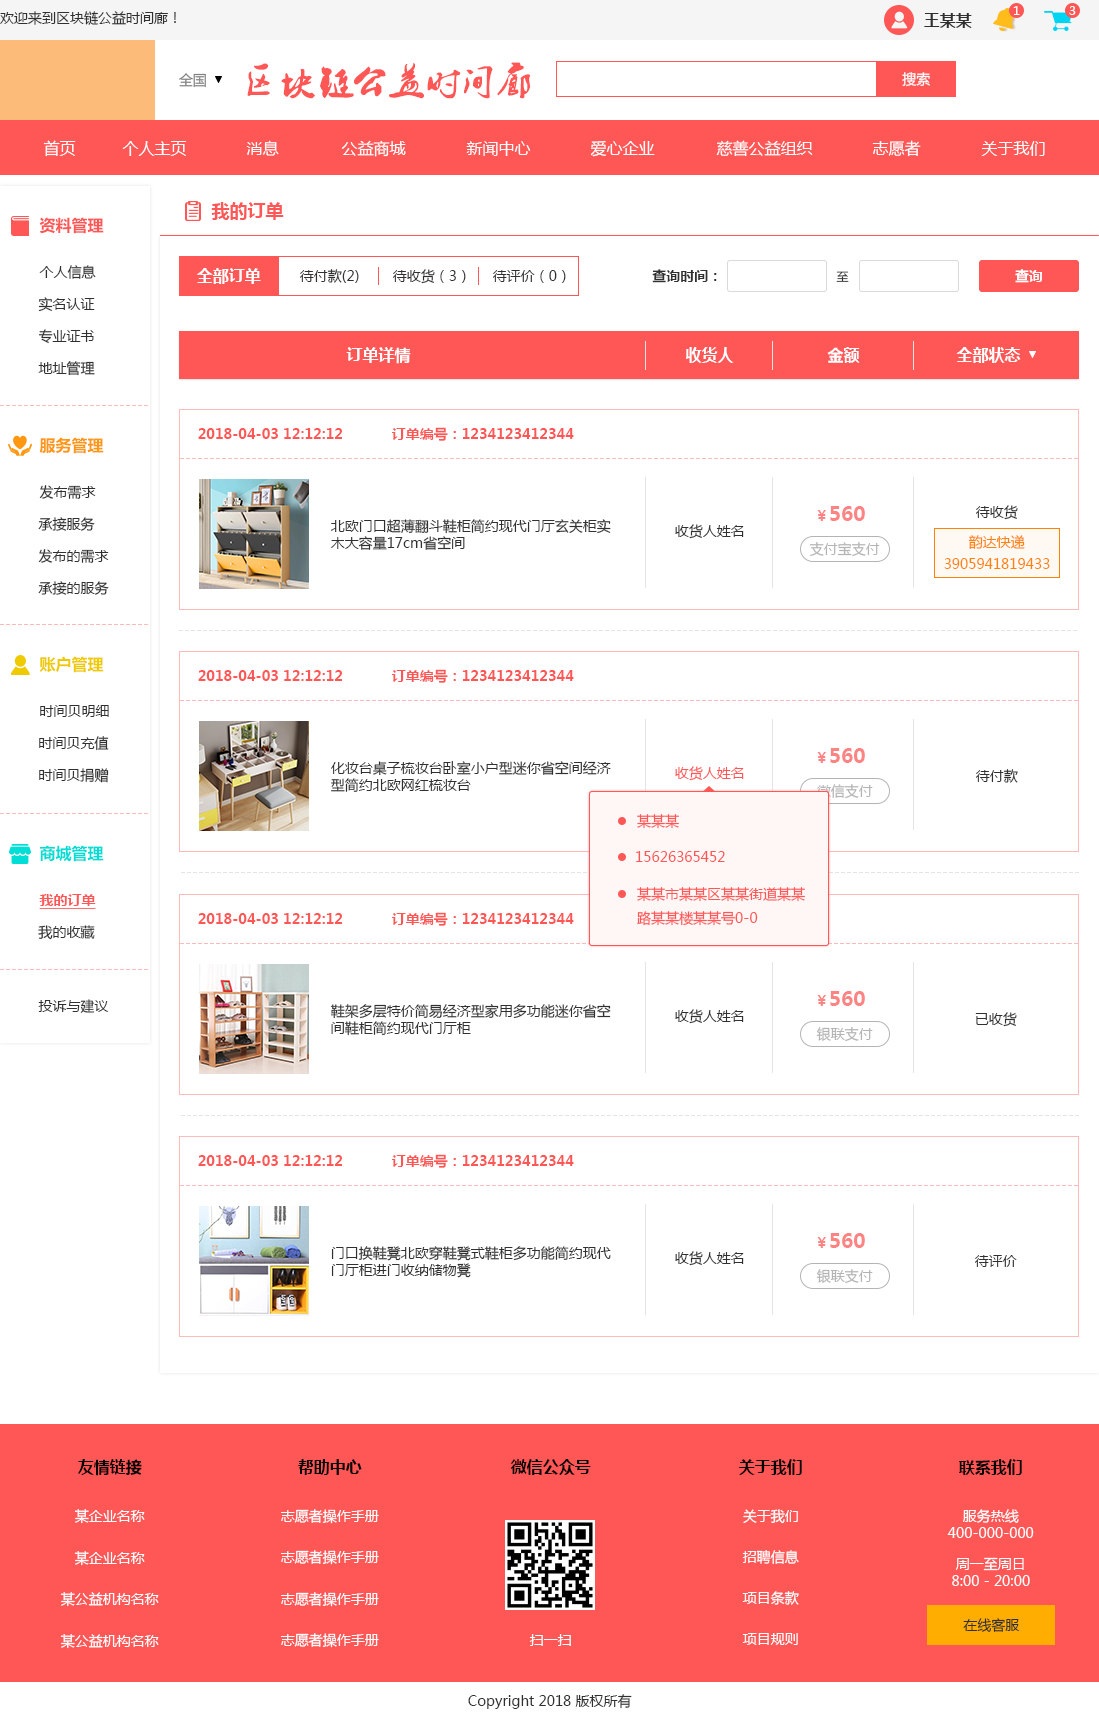 欢迎来到区块链公益时间廊！
王某某
1
3
全国 ▼
区块链公益时间廊
搜索
首页 个人主页 消息 公益商城 新闻中心 爱心企业 慈善公益组织 志愿者 关于我们
资料管理
个人信息
实名认证
专业证书
地址管理
服务管理
发布需求
承接服务
发布的需求
承接的服务
账户管理
时间贝明细
时间贝充值
时间贝捐赠
商城管理
我的订单
我的收藏
投诉与建议
我的订单
全部订单 待付款(2) 待收货（3） 待评价（0）
查询时间： 至 查询
订单详情 收货人 金额 全部状态 ▼
2018-04-03 12:12:12 订单编号：1234123412344
北欧门口超薄翻斗鞋柜简约现代门厅玄关柜实
木大容量17cm省空间
收货人姓名
¥560
支付宝支付
待收货
韵达快递
3905941819433
2018-04-03 12:12:12 订单编号：1234123412344
化妆台桌子梳妆台卧室小户型迷你省空间经济
型简约北欧网红梳妆台
收货人姓名
¥560
微信支付
待付款
某某某
15626365452
某某市某某区某某街道某某
路某某楼某某号0-0
2018-04-03 12:12:12 订单编号：1234123412344
鞋架多层特价简易经济型家用多功能迷你省空
间鞋柜简约现代门厅柜
收货人姓名
¥560
银联支付
已收货
2018-04-03 12:12:12 订单编号：1234123412344
门口换鞋凳北欧穿鞋凳式鞋柜多功能简约现代
门厅柜进门收纳储物凳
收货人姓名
¥560
银联支付
待评价
友情链接
某企业名称
某企业名称
某公益机构名称
某公益机构名称
帮助中心
志愿者操作手册
志愿者操作手册
志愿者操作手册
志愿者操作手册
微信公众号
扫一扫
关于我们
关于我们
招聘信息
项目条款
项目规则
联系我们
服务热线
400-000-000
周一至周日
8:00 - 20:00
在线客服
Copyright 2018 版权所有